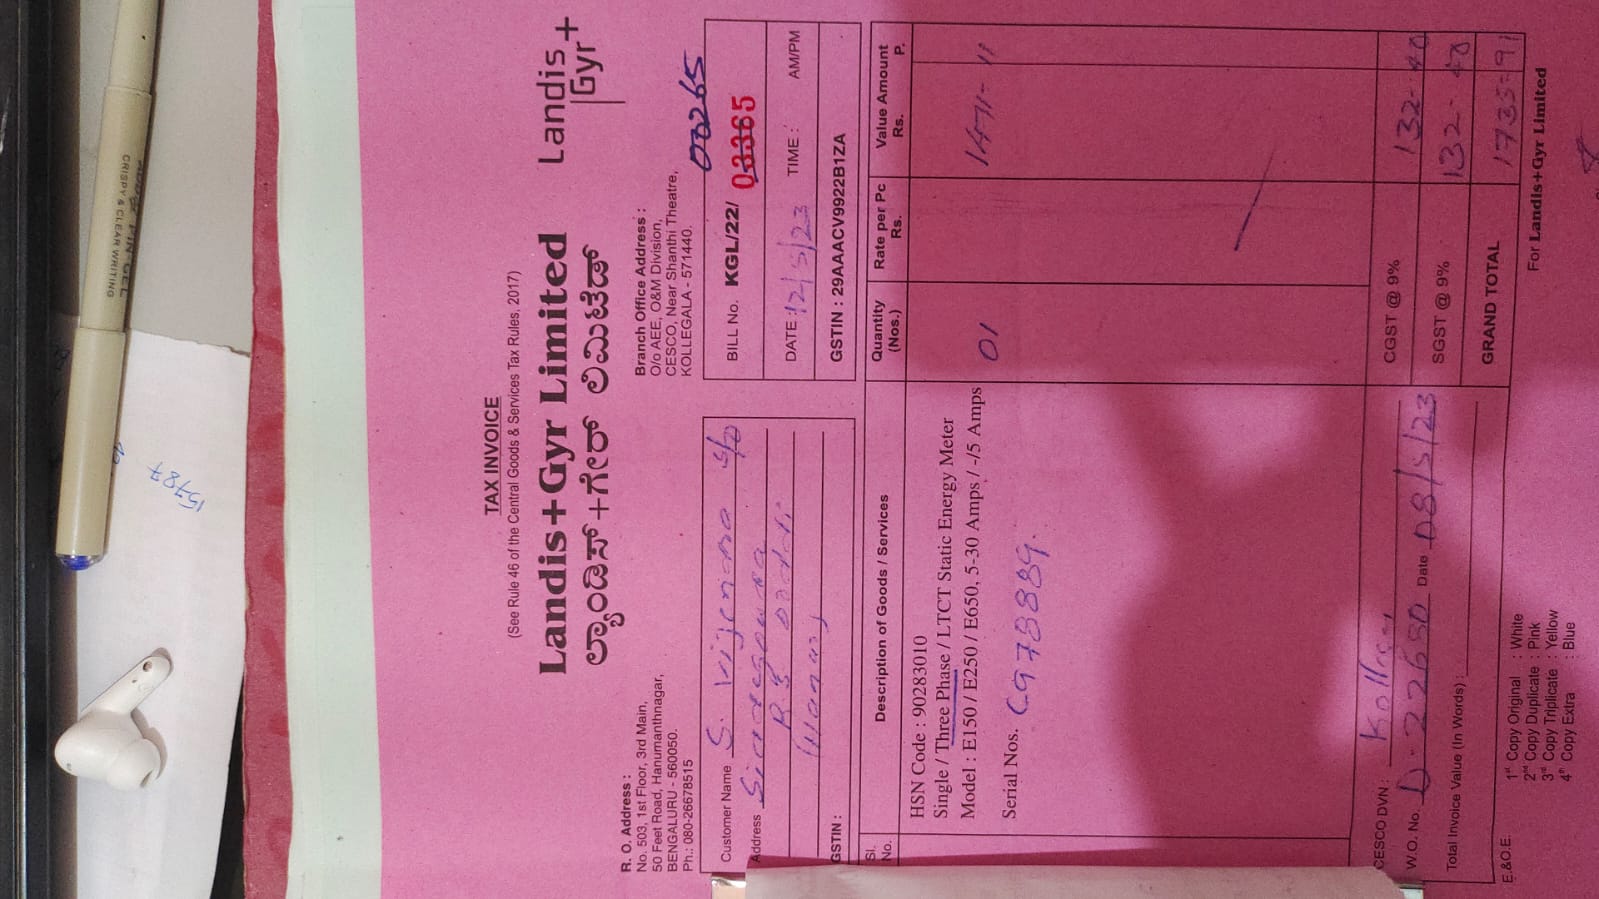 TAX INVOICE
(See Rule 46 of the Central Goods & Services Tax Rules, 2017)
Landis+Gyr Limited
ಲ್ಯಾಂಡಿಸ್+ಗೇರ್ ಲಿಮಿಟೆಡ್
Landis
Gyr+
R. O. Address :
No. 503, 1st Floor, 3rd Main,
50 Feet Road, Hanumanthnagar,
BENGALURU - 560050.
Ph.: 080-26678515
Branch Office Address :
O/o AEE, O&M Division,
CESCO, Near Shanthi Theatre,
KOLLEGALA - 571440.
00265
Customer Name S. Vijendra S/o
Address
GSTIN :
BILL No. KGL/22/ 03365
DATE : 12/5/23 TIME : AM/PM
GSTIN : 29AAACV9922B1ZA
Sl. No. Description of Goods / Services Quantity (Nos.) Rate per Pc Rs. Value Amount Rs. P.
HSN Code : 90283010
Single / Three Phase / LTCT Static Energy Meter
Model : E150 / E250 / E650, 5-30 Amps / -/5 Amps 01 1471-11
Serial Nos. G9788889.
CESCO DVN.: CGST @ 9% 132-40
W.O. No. D-22650 Date 08/5/23 SGST @ 9% 132-40
Total Invoice Value (In Words) : GRAND TOTAL 1735-91
E.&O.E.
For Landis+Gyr Limited
1st Copy Original : White
2nd Copy Duplicate : Pink
3rd Copy Triplicate : Yellow
4th Copy Extra : Blue
CRISPY & CLEAR WRITING
15787